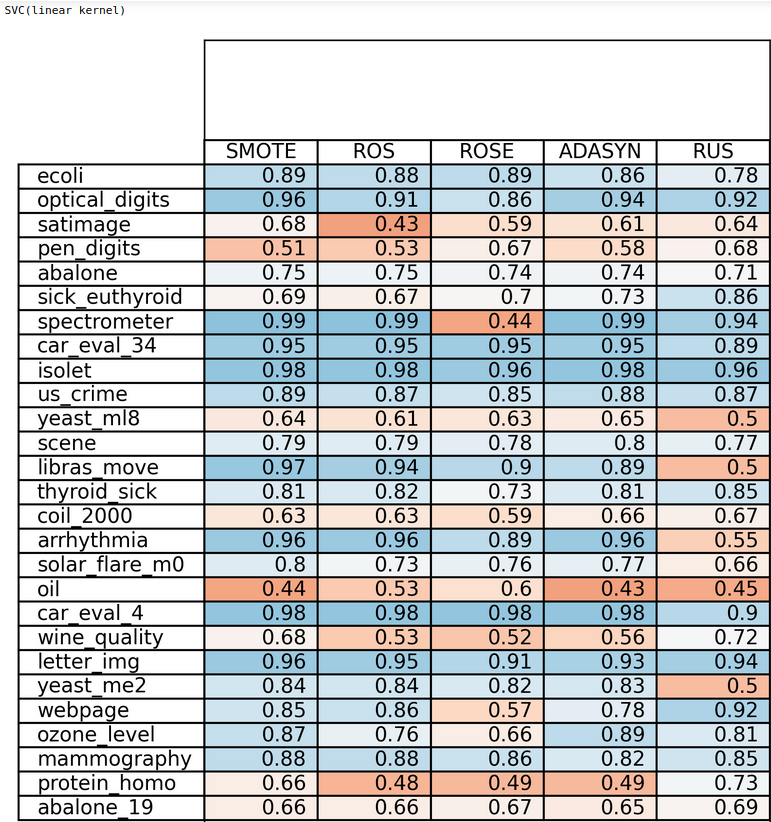 SVC(linear kernel)
SMOTE ROS ROSE ADASYN RUS
ecoli 0.89 0.88 0.89 0.86 0.78
optical_digits 0.96 0.91 0.86 0.94 0.92
satimage 0.68 0.43 0.59 0.61 0.64
pen_digits 0.51 0.53 0.67 0.58 0.68
abalone 0.75 0.75 0.74 0.74 0.71
sick_euthyroid 0.69 0.67 0.7 0.73 0.86
spectrometer 0.99 0.99 0.44 0.99 0.94
car_eval_34 0.95 0.95 0.95 0.95 0.89
isolet 0.98 0.98 0.96 0.98 0.96
us_crime 0.89 0.87 0.85 0.88 0.87
yeast_ml8 0.64 0.61 0.63 0.65 0.5
scene 0.79 0.79 0.78 0.8 0.77
libras_move 0.97 0.94 0.9 0.89 0.5
thyroid_sick 0.81 0.82 0.73 0.81 0.85
coil_2000 0.63 0.63 0.59 0.66 0.67
arrhythmia 0.96 0.96 0.89 0.96 0.55
solar_flare_m0 0.8 0.73 0.76 0.77 0.66
oil 0.44 0.53 0.6 0.43 0.45
car_eval_4 0.98 0.98 0.98 0.98 0.9
wine_quality 0.68 0.53 0.52 0.56 0.72
letter_img 0.96 0.95 0.91 0.93 0.94
yeast_me2 0.84 0.84 0.82 0.83 0.5
webpage 0.85 0.86 0.57 0.78 0.92
ozone_level 0.87 0.76 0.66 0.89 0.81
mammography 0.88 0.88 0.86 0.82 0.85
protein_homo 0.66 0.48 0.49 0.49 0.73
abalone_19 0.66 0.66 0.67 0.65 0.69